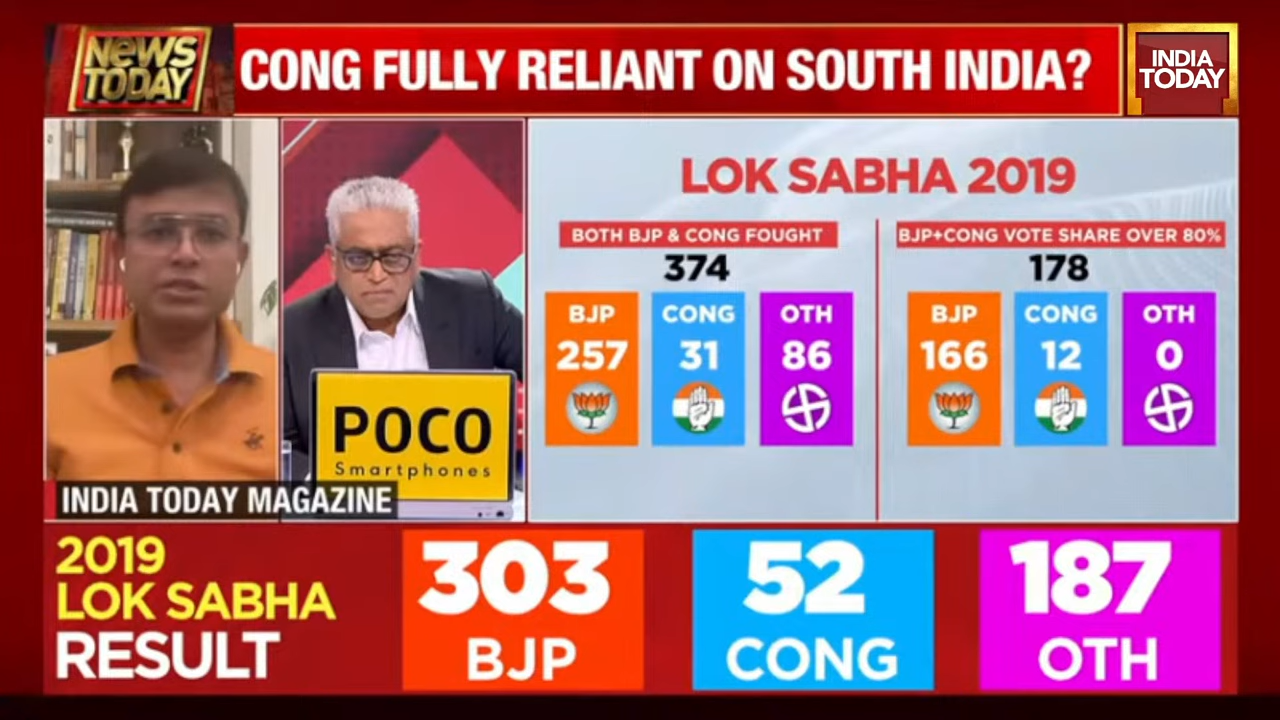 NEWS
TODAY
CONG FULLY RELIANT ON SOUTH INDIA?
INDIA
TODAY
LOK SABHA 2019
BOTH BJP & CONG FOUGHT
374
BJP
257
CONG
31
OTH
86
BJP+CONG VOTE SHARE OVER 80%
178
BJP
166
CONG
12
OTH
0
POCO
Smartphones
INDIA TODAY MAGAZINE
2019
LOK SABHA
RESULT
303
BJP
52
CONG
187
OTH